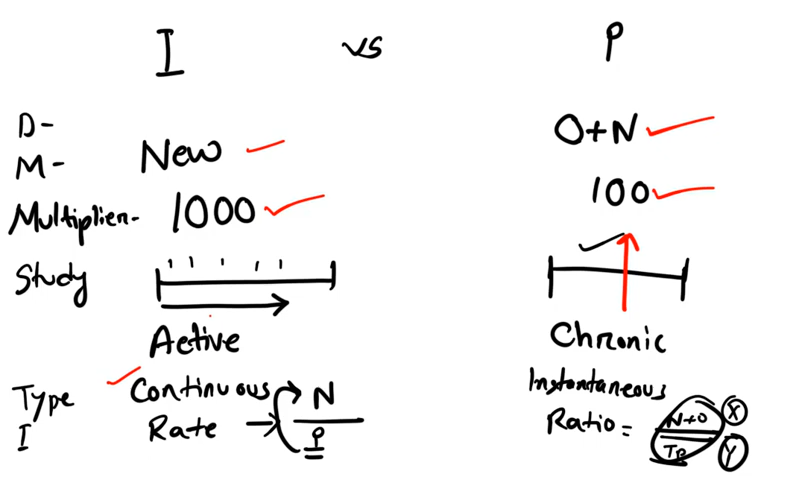 I vs P
D-
M- New O+N
Multiplier- 1000 100
Study
Active Chronic
Type Continuous Instantaneous
I Rate → N / P Ratio = N+O / TP X Y